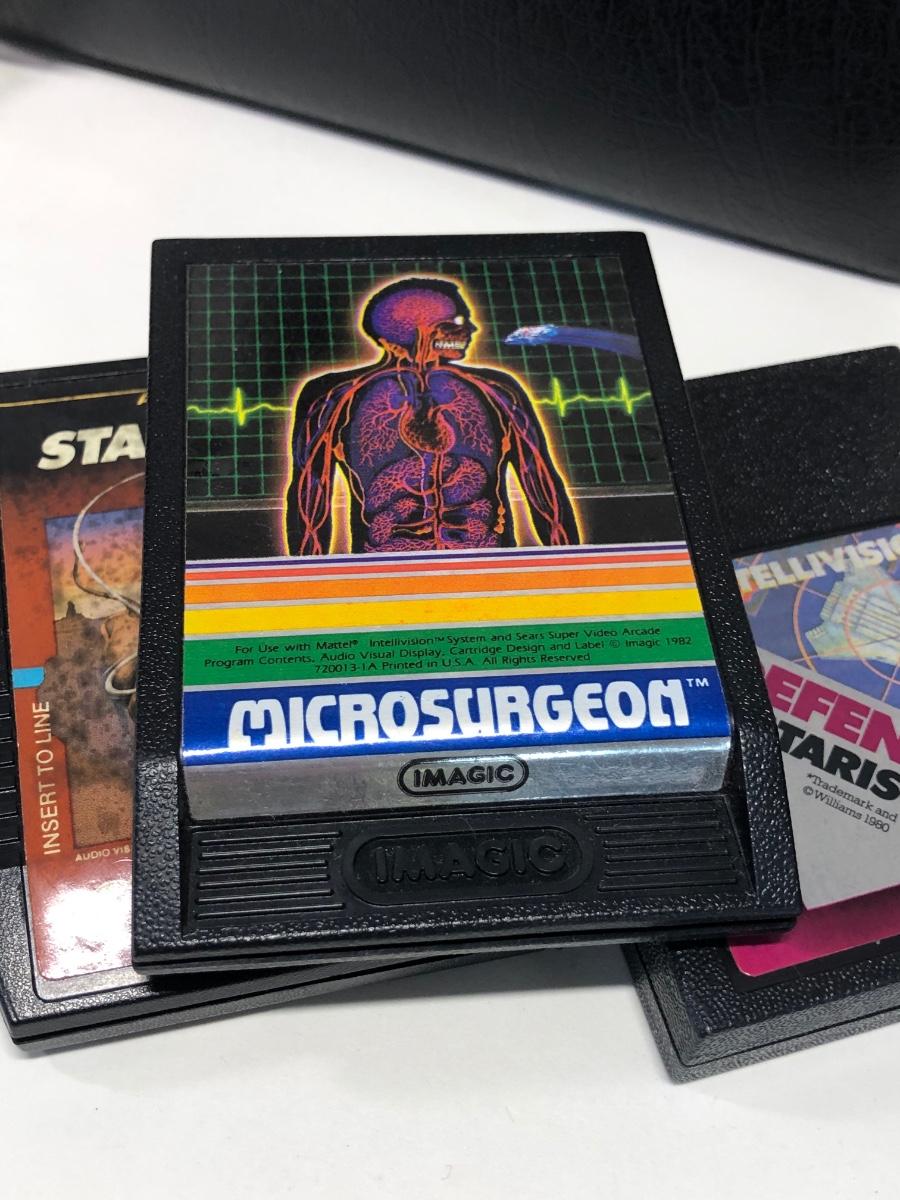 STA
INSERT TO LINE
AUDIO VIS
For Use with Mattel® Intellivision™ System and Sears Super Video Arcade
Program Contents, Audio Visual Display, Cartridge Design and Label © Imagic 1982
720013-1A Printed in U.S.A. All Rights Reserved
MICROSURGEON™
IMAGIC
IMAGIC
TELLIVISIO
EFEN
TARIS
*Trademark and
©Williams 1980